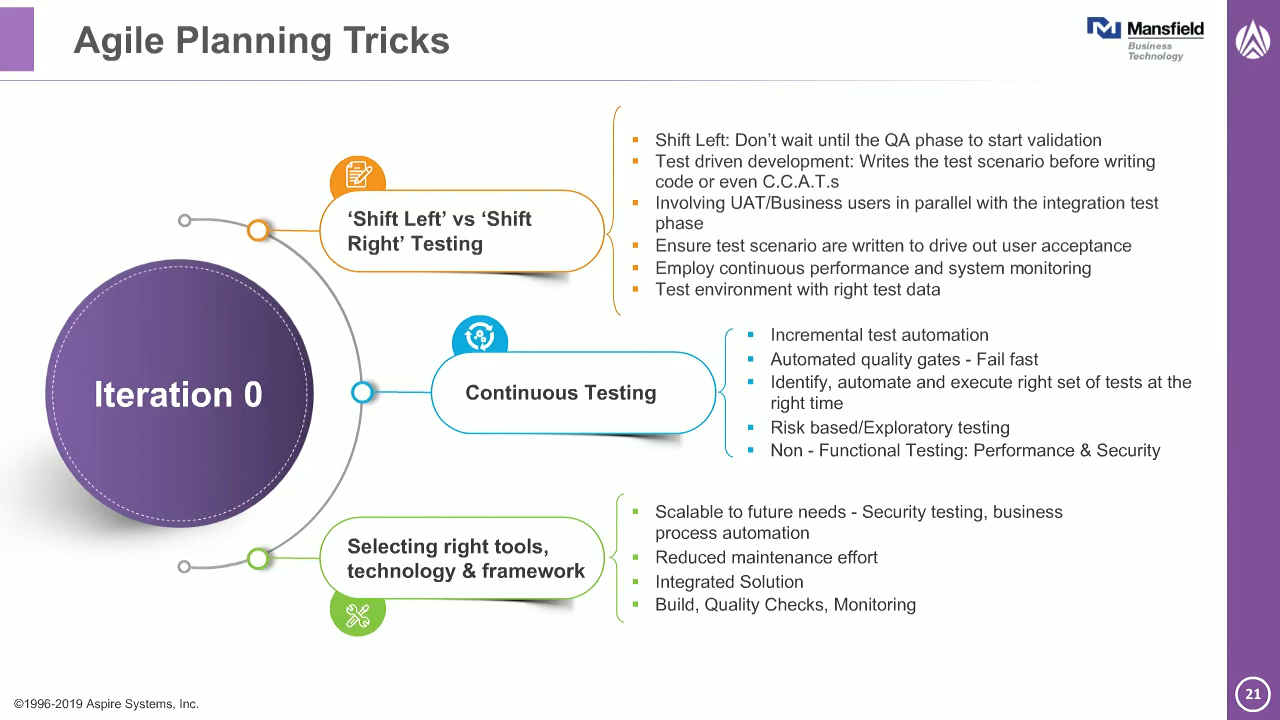 Agile Planning Tricks
Mansfield
Business
Technology
Iteration 0
‘Shift Left’ vs ‘Shift
Right’ Testing
▪ Shift Left: Don’t wait until the QA phase to start validation
▪ Test driven development: Writes the test scenario before writing
code or even C.C.A.T.s
▪ Involving UAT/Business users in parallel with the integration test
phase
▪ Ensure test scenario are written to drive out user acceptance
▪ Employ continuous performance and system monitoring
▪ Test environment with right test data
Continuous Testing
▪ Incremental test automation
▪ Automated quality gates - Fail fast
▪ Identify, automate and execute right set of tests at the
right time
▪ Risk based/Exploratory testing
▪ Non - Functional Testing: Performance & Security
Selecting right tools,
technology & framework
▪ Scalable to future needs - Security testing, business
process automation
▪ Reduced maintenance effort
▪ Integrated Solution
▪ Build, Quality Checks, Monitoring
©1996-2019 Aspire Systems, Inc.
21